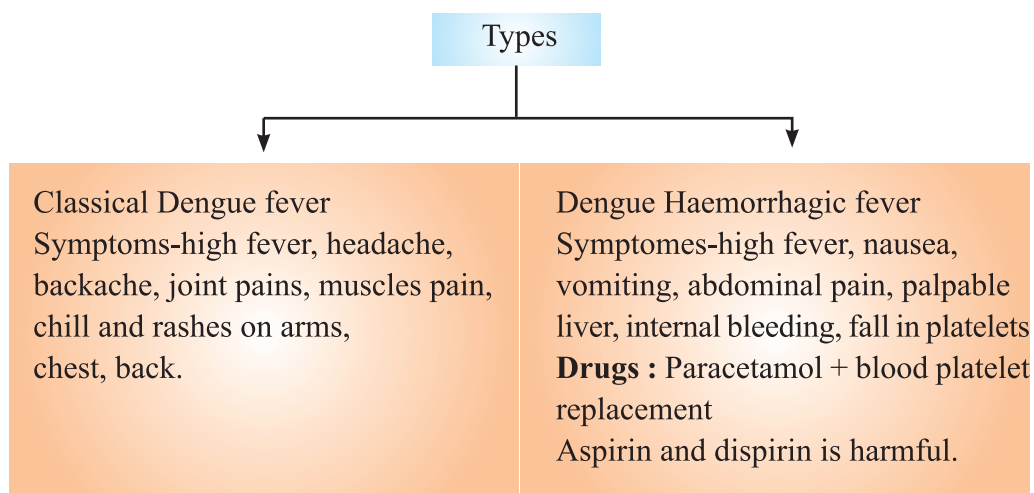 Types
Classical Dengue fever
Symptoms-high fever, headache,
backache, joint pains, muscles pain,
chill and rashes on arms,
chest, back.
Dengue Haemorrhagic fever
Symptomes-high fever, nausea,
vomiting, abdominal pain, palpable
liver, internal bleeding, fall in platelets
Drugs : Paracetamol + blood platelet
replacement
Aspirin and dispirin is harmful.